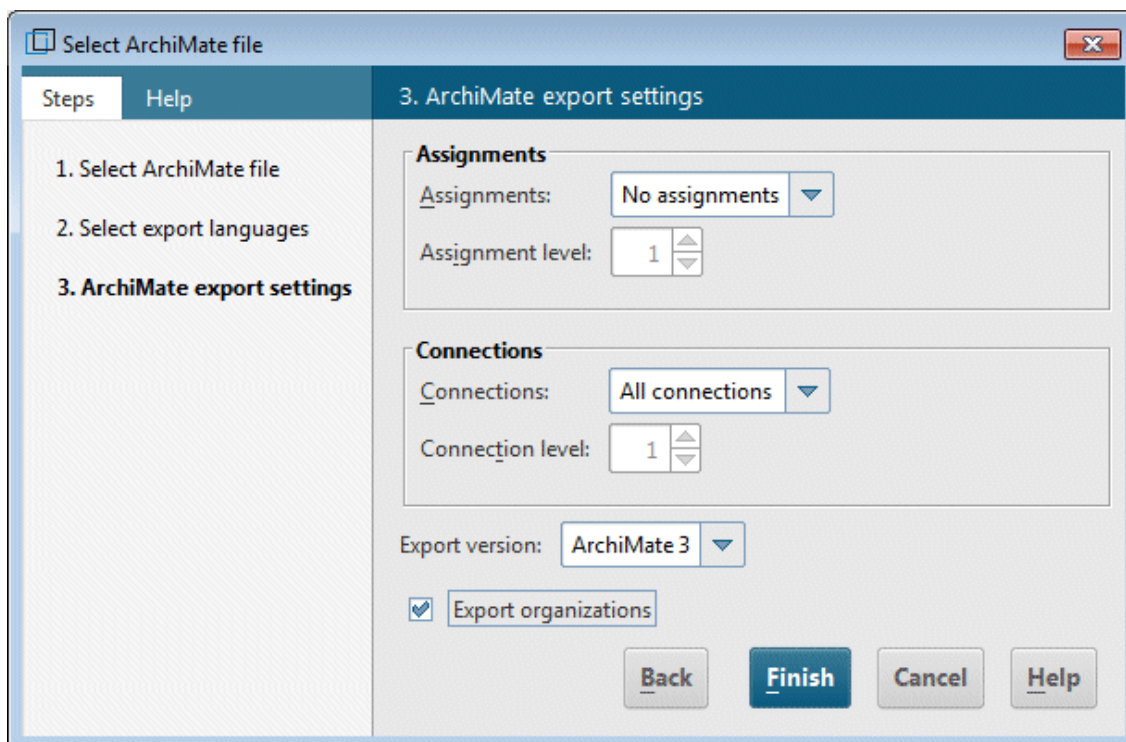 Select ArchiMate file
Steps Help
1. Select ArchiMate file
2. Select export languages
3. ArchiMate export settings
3. ArchiMate export settings
Assignments
Assignments: No assignments
Assignment level: 1
Connections
Connections: All connections
Connection level: 1
Export version: ArchiMate 3
Export organizations
Back Finish Cancel Help